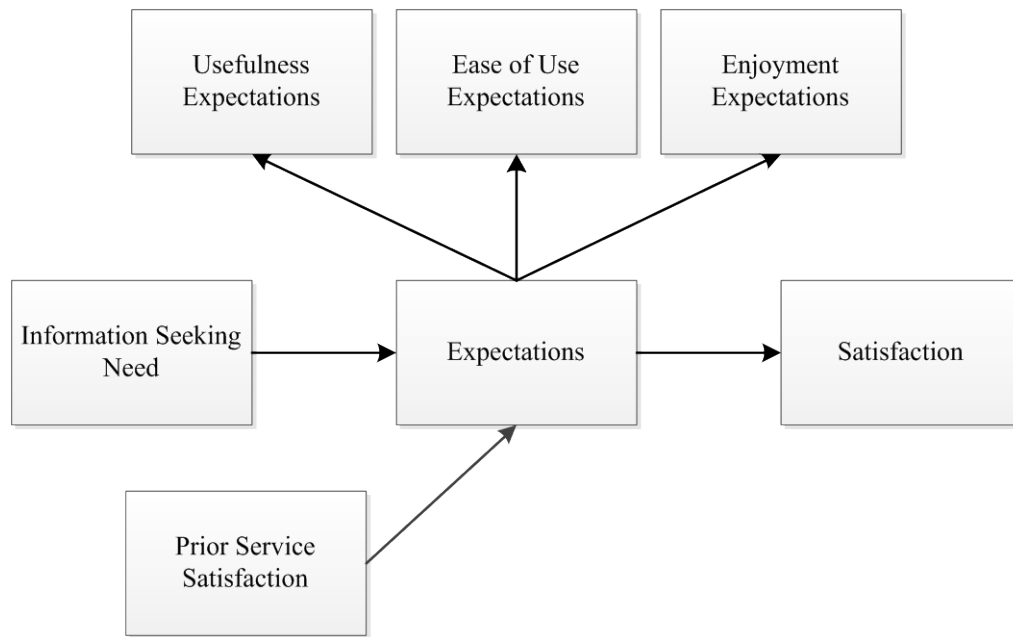 Usefulness
Expectations
Ease of Use
Expectations
Enjoyment
Expectations
Information Seeking
Need
Expectations
Satisfaction
Prior Service
Satisfaction